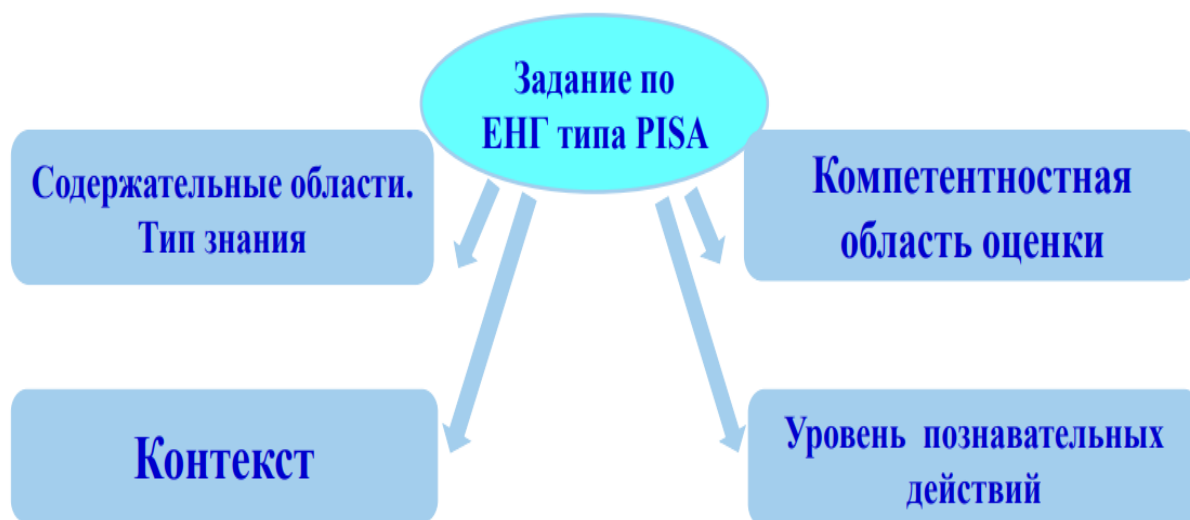 Задание по
ЕНГ типа PISA
Содержательные области.
Тип знания
Компетентностная
область оценки
Контекст
Уровень познавательных
действий